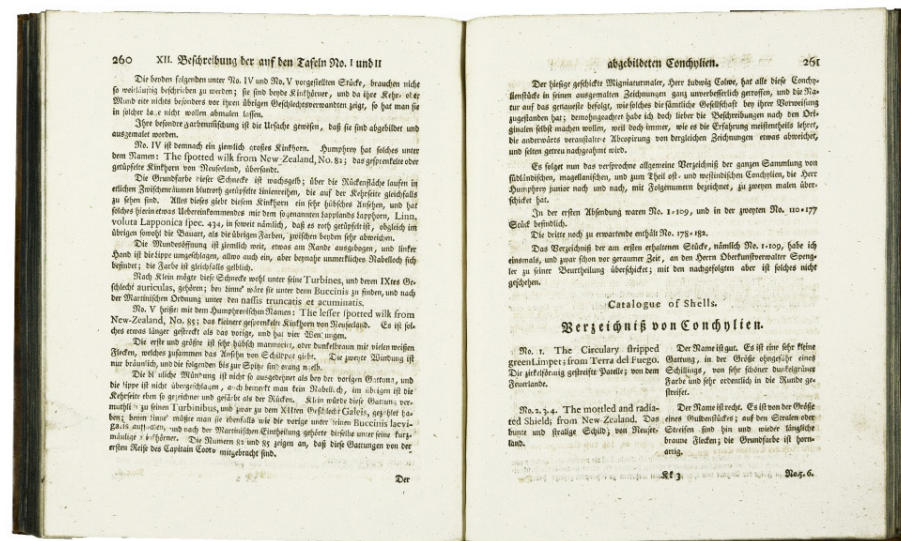 260 XII. Beschreibung der auf den Tafeln No. I und II
Die beyden folgenden unter No. IV und No. V vorgestellten Stücke, brauchen nicht
so weitläuftig beschrieben zu werden; sie sind beyde Kinkhörner, und da ihre Kehr- oder
Mundseite nichts besonders vor ihren übrigen Geschlechtsverwandten zeigt, so hat man sie
in solcher Lage nicht wollen abmalen lassen.
Ihre besondre Farbenmischung ist die Ursache gewesen, daß sie sind abgebildet und
ausgemalet worden.
No. IV ist demnach ein ziemlich großes Kinkhorn. Humphrey hat solches unter
dem Namen: The spotted wilk from New-Zealand, No. 82; das gesprenkelte oder
getüpfelte Kinkhorn von Neuseeland, übersandt.
Die Grundfarbe dieser Schnecke ist wachsgelb; über die Rückenfläche laufen in
etlichen Zwischenräumen blutroth getüpfelte Linienreihen, die auf der Kehrseite gleichfalls
zu sehen sind. Alles dieses giebt diesem Kinkhorn ein sehr hübsches Ansehen, und hat
solches hierin etwas Uebereinkommendes mit dem sogenannten Lapplands Lapphorn, Linn.
voluta Lapponica spec. 434, in soweit nämlich, daß es roth getüpfelt ist, obgleich im
übrigen sowohl die Bauart, als die übrigen Farben, zwischen beyden sehr abweichen.
Die Mundesöffnung ist ziemlich weit, etwas am Rande ausgebogen, und linker
Hand ist die Lippe umgeschlagen, allwo auch ein, aber beynahe unmerkliches Nabelloch sich
befindet; die Farbe ist gleichfalls gelblich.
Nach Klein mögte diese Schnecke wohl unter seine Turbines, und deren IXtes Ge-
schlecht auriculas, gehören; bon Linne' wäre sie unter dem Buccinis zu finden, und nach
der Martinischen Ordnung unter den nassis truncatis et acuminatis.
No. V heißt mit dem Humphreyischen Namen: The lesser spotted wilk from
New-Zealand, No. 85; das kleinere gesprenkelte Kinkhorn von Neuseeland. Es ist sol-
ches etwas länger gestreckt als das vorige, und hat vier Windungen.
Die erste und größte ist sehr hübsch marmorirt, oder dunkelbraun mit vielen weißen
Flecken, welches zusammen das Ansehn von Schildpat giebt. Die zweyte Windung ist
nur bräunlich, und die folgenden bis zur Spitze sind orangegelb.
Die bläuliche Mündung ist nicht so ausgedehnet als bey der vorigen Gattung, und
die Lippe ist nicht übergeschlagen, auch bemerkt man kein Nabelloch, im übrigen ist die
Kehrseite eben so gezeichnet und gefärbt als der Rücken. Klein würde diese Gattung ver-
muthlich zu seinen Turbinibus, und zwar zu dem XIIten Geschlecht Galeis, gezählet ha-
ben; beym Linne' müßte man sie ebenfalls wie die vorige unter seinen Buccinis laevi-
gatis aufsuchen, und nach der Martinischen Eintheilung gehörte dieselbe unter seine kurz-
mäulige Kinkhörner. Die Numern 82 und 85 zeigen an, daß diese Gattungen von der
ersten Reise des Capitain Cooks mitgebracht sind.
Der
abgebildeten Conchylien. 261
Der hiesige geschickte Migniaturmaler, Herr Ludwig Calwe, hat alle diese Conchy-
lienstücke in seinen ausgemalten Zeichnungen ganz unverbesserlich getroffen, und die Na-
tur auf das genaueste befolgt, wie solches die sämtliche Gesellschaft bey ihrer Vorweisung
zugestanden hat; demohngeachtet habe ich doch lieber die Beschreibungen nach den Ori-
ginalen selbst machen wollen, weil doch immer, wie es die Erfahrung meistentheils lehret,
die anderwärts veranstaltete Abcopirung von dergleichen Zeichnungen etwas abweichet,
und selten getreu nachgeahmt wird.
Es folget nun das versprochne allgemeine Verzeichniß der ganzen Sammlung von
südländischen, magellanischen, und zum Theil ost- und westindischen Conchylien, die Herr
Humphrey junior nach und nach, mit Folgenumern bezeichnet, zu zweyen malen über-
schicket hat.
In der ersten Absendung waren No. 1-109, und in der zweyten No. 110-177
Stück befindlich.
Die dritte noch zu erwartende enthält No. 178-182.
Das Verzeichniß der am ersten erhaltenen Stücke, nämlich No. 1-109, habe ich
einsmals, und zwar schon vor geraumer Zeit, an den Herrn Oberkunstverwalter Speng-
ler zu seiner Beurtheilung überschicket; mit den nachgefolgten aber ist solches nicht
geschehen.
Catalogue of Shells.
Verzeichniß von Conchylien.
No. 1. The Circulary stripped
green Limpet; from Terra del Fuego.
Die zirkelförmig gestreifte Patelle; von dem
Feuerlande.
Der Name ist gut. Es ist eine sehr kleine
Gattung, in der Größe ohngefähr eines
Schillings, von sehr schöner dunkelgrüner
Farbe und sehr ordentlich in die Runde ge-
streifet.
No. 2. 3. 4. The mottled and radia-
ted Shield; from New-Zealand. Das
bunte und stralige Schild; von Neusee-
land.
Der Name ist recht. Es ist von der Größe
eines Guldenstückes; auf den Stralen oder
Streifen sind hin und wieder längliche
braune Flecken; die Grundfarbe ist horn-
artig.
Kk 3
No. 5. 6.